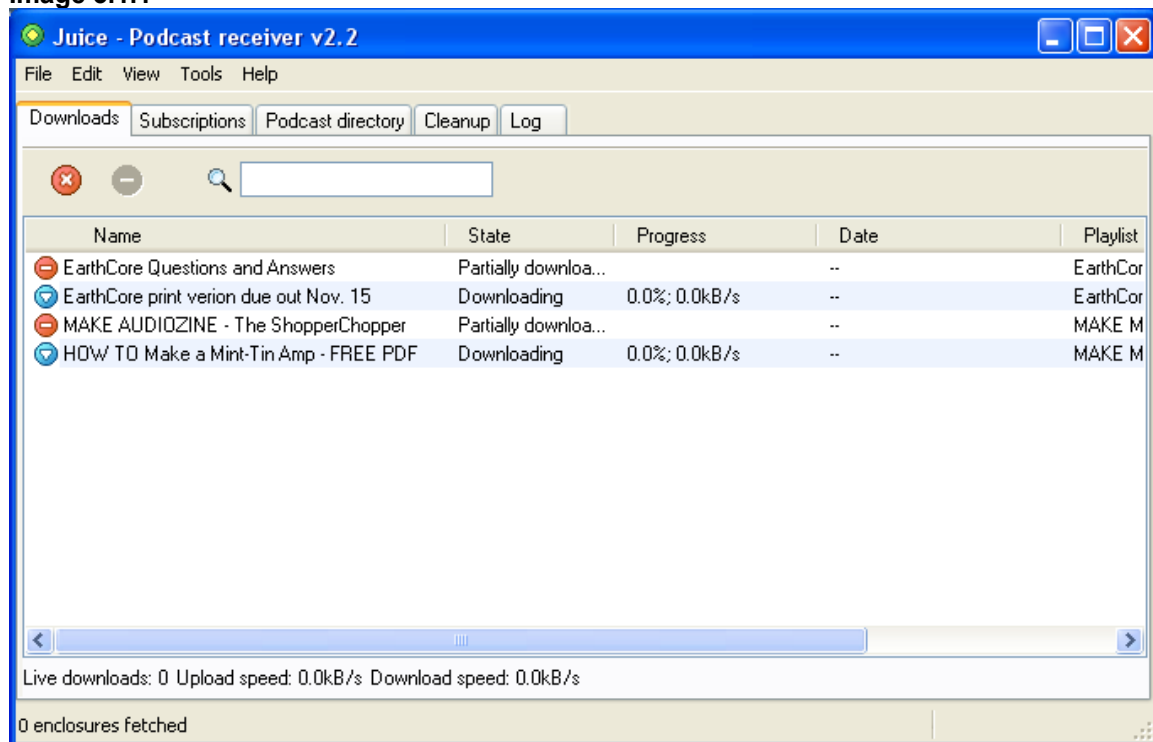 Juice - Podcast receiver v2.2
File Edit View Tools Help
Downloads Subscriptions Podcast directory Cleanup Log
Name State Progress Date Playlist
EarthCore Questions and Answers Partially downloa... -- EarthCor
EarthCore print verion due out Nov. 15 Downloading 0.0%; 0.0kB/s -- EarthCor
MAKE AUDIOZINE - The ShopperChopper Partially downloa... -- MAKE M
HOW TO Make a Mint-Tin Amp - FREE PDF Downloading 0.0%; 0.0kB/s -- MAKE M
Live downloads: 0 Upload speed: 0.0kB/s Download speed: 0.0kB/s
0 enclosures fetched